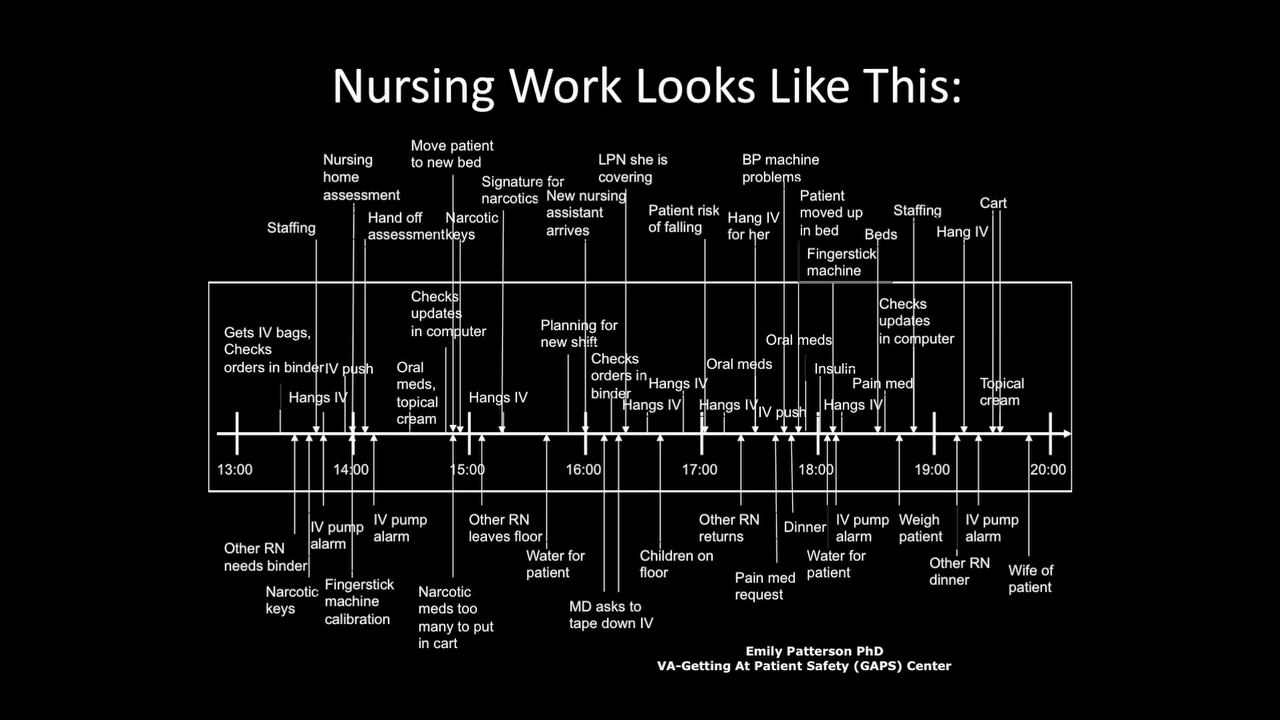 Nursing Work Looks Like This:
Move patient
to new bed
Nursing
home
assessment
LPN she is
covering
BP machine
problems
Signature for
narcotics
New nursing
assistant
arrives
Patient
moved up
in bed
Cart
Staffing
Hand off
assessment
Narcotic
keys
Patient risk
of falling
Hang IV
for her
Staffing
Beds
Hang IV
Fingerstick
machine
Checks
updates
in computer
Checks
updates
in computer
Gets IV bags,
Checks
orders in binder
IV push
Hangs IV
Oral
meds,
topical
cream
Hangs IV
Planning for
new shift
Checks
orders in
binder
Hangs IV
Hangs IV
Oral meds
Hangs IV
Oral meds
IV push
Insulin
Hangs IV
Pain med
Topical
cream
13:00
14:00
15:00
16:00
17:00
18:00
19:00
20:00
Other RN
needs binder
IV pump
alarm
IV pump
alarm
Other RN
leaves floor
Water for
patient
Children on
floor
Other RN
returns
Dinner
IV pump
alarm
Weigh
patient
IV pump
alarm
Narcotic
keys
Fingerstick
machine
calibration
Narcotic
meds too
many to put
in cart
MD asks to
tape down IV
Pain med
request
Water for
patient
Other RN
dinner
Wife of
patient
Emily Patterson PhD
VA-Getting At Patient Safety (GAPS) Center